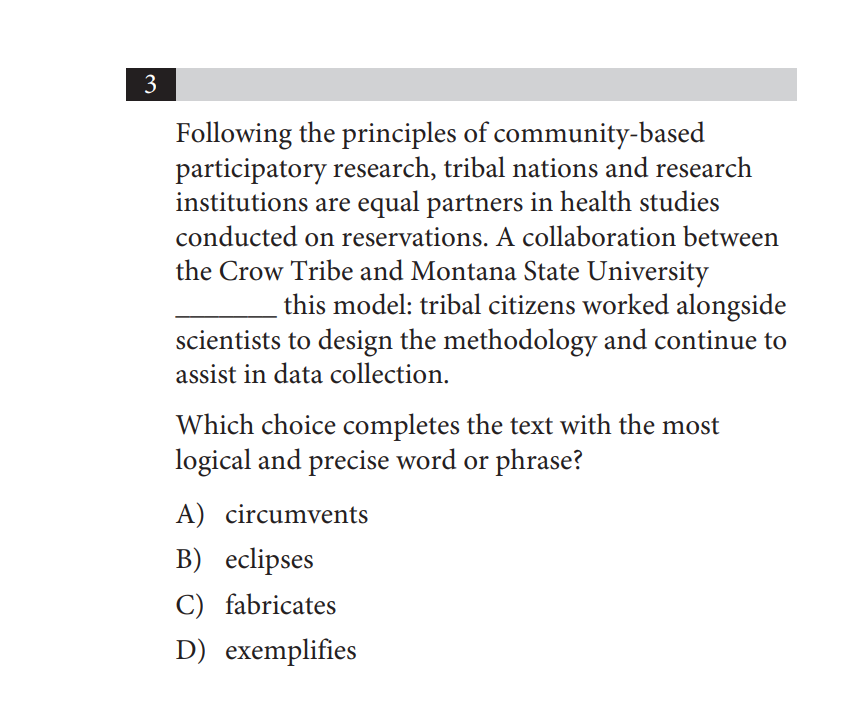 3
Following the principles of community-based
participatory research, tribal nations and research
institutions are equal partners in health studies
conducted on reservations. A collaboration between
the Crow Tribe and Montana State University
_______ this model: tribal citizens worked alongside
scientists to design the methodology and continue to
assist in data collection.
Which choice completes the text with the most
logical and precise word or phrase?
A) circumvents
B) eclipses
C) fabricates
D) exemplifies